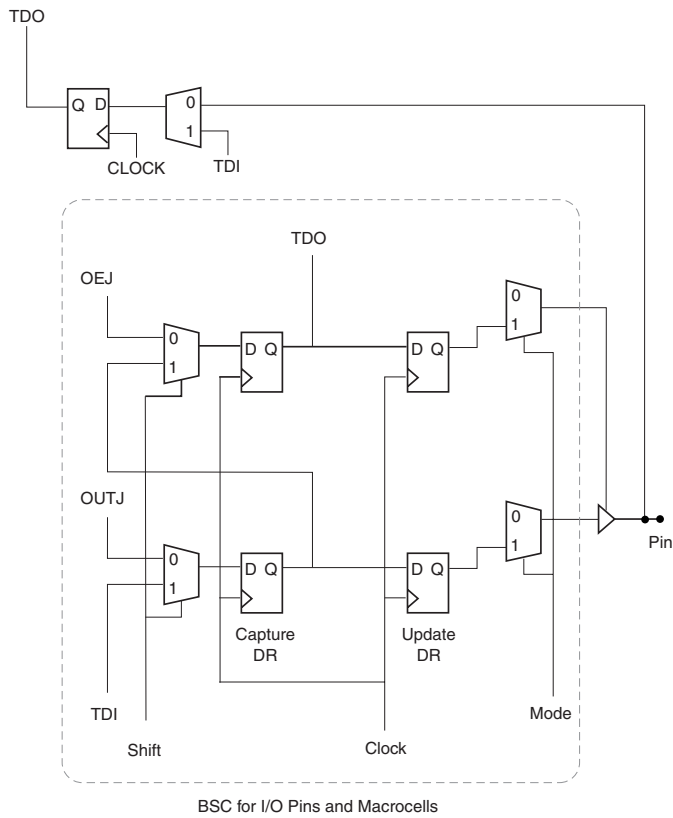 TDO
Q D
0
1
CLOCK
TDI
TDO
OEJ
0
1
D Q
D Q
0
1
OUTJ
0
1
D Q
D Q
0
1
Pin
Capture
DR
Update
DR
TDI
Shift
Clock
Mode
BSC for I/O Pins and Macrocells